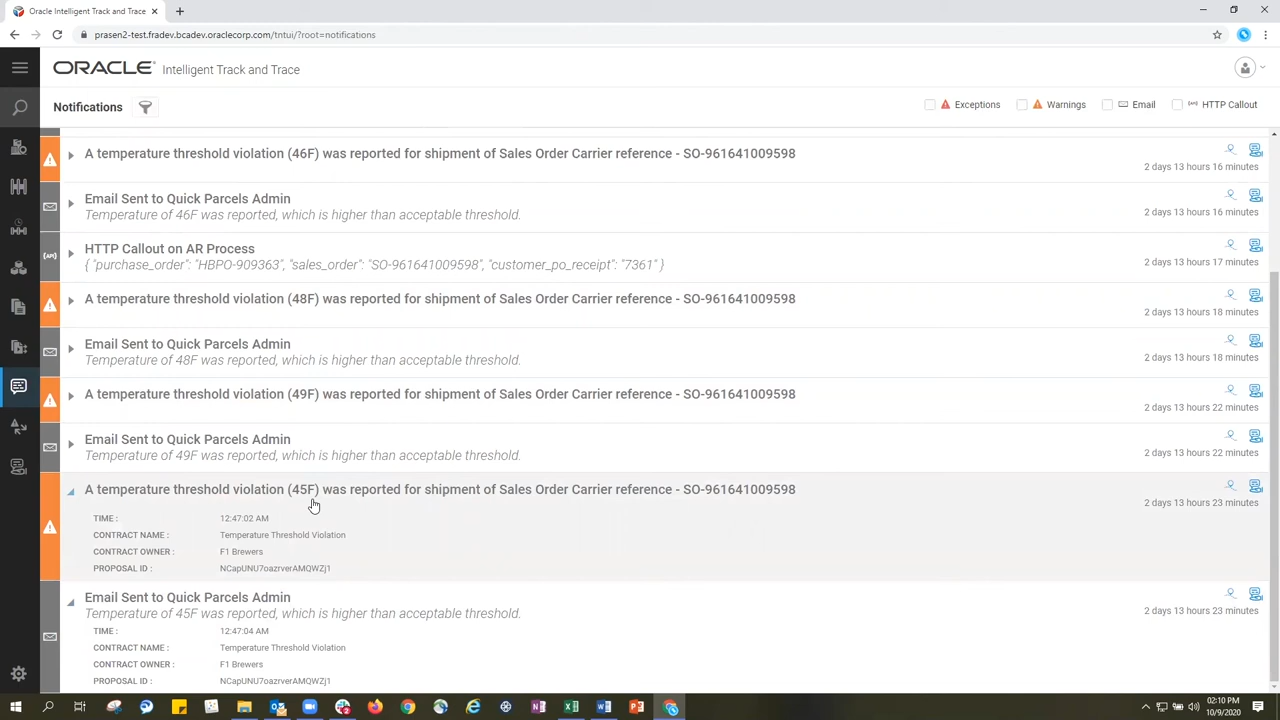 Oracle Intelligent Track and Trace
prasen2-test.fradev.bcadev.oraclecorp.com/tntui/?root=notifications
ORACLE® Intelligent Track and Trace
Notifications
Exceptions Warnings Email HTTP Callout
A temperature threshold violation (46F) was reported for shipment of Sales Order Carrier reference - SO-961641009598
2 days 13 hours 16 minutes
Email Sent to Quick Parcels Admin
Temperature of 46F was reported, which is higher than acceptable threshold.
2 days 13 hours 16 minutes
HTTP Callout on AR Process
{ "purchase_order": "HBPO-909363", "sales_order": "SO-961641009598", "customer_po_receipt": "7361" }
2 days 13 hours 17 minutes
A temperature threshold violation (48F) was reported for shipment of Sales Order Carrier reference - SO-961641009598
2 days 13 hours 18 minutes
Email Sent to Quick Parcels Admin
Temperature of 48F was reported, which is higher than acceptable threshold.
2 days 13 hours 18 minutes
A temperature threshold violation (49F) was reported for shipment of Sales Order Carrier reference - SO-961641009598
2 days 13 hours 22 minutes
Email Sent to Quick Parcels Admin
Temperature of 49F was reported, which is higher than acceptable threshold.
2 days 13 hours 22 minutes
A temperature threshold violation (45F) was reported for shipment of Sales Order Carrier reference - SO-961641009598
2 days 13 hours 23 minutes
TIME : 12:47:02 AM
CONTRACT NAME : Temperature Threshold Violation
CONTRACT OWNER : F1 Brewers
PROPOSAL ID : NCapUNU7oazrverAMQWZj1
Email Sent to Quick Parcels Admin
Temperature of 45F was reported, which is higher than acceptable threshold.
2 days 13 hours 23 minutes
TIME : 12:47:04 AM
CONTRACT NAME : Temperature Threshold Violation
CONTRACT OWNER : F1 Brewers
PROPOSAL ID : NCapUNU7oazrverAMQWZj1
02:10 PM
10/9/2020